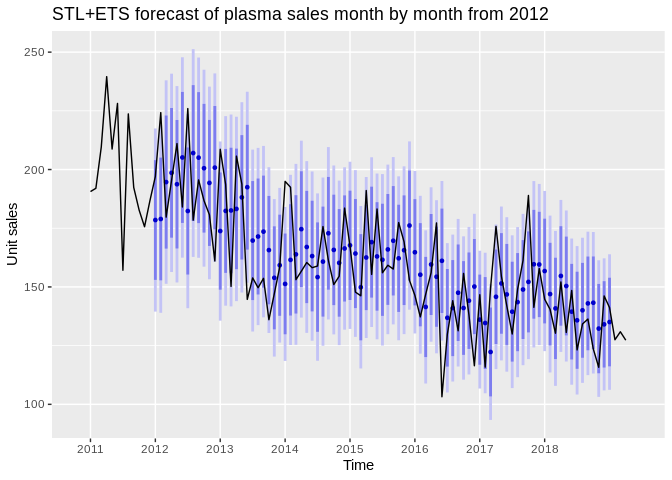 STL+ETS forecast of plasma sales month by month from 2012
250
200
150
100
Unit sales
2011 2012 2013 2014 2015 2016 2017 2018
Time